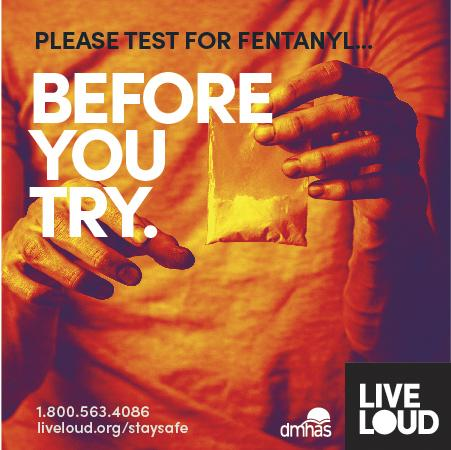 PLEASE TEST FOR FENTANYL...
BEFORE
YOU
TRY.
1.800.563.4086
liveloud.org/staysafe
dmhas
LIVE
LOUD